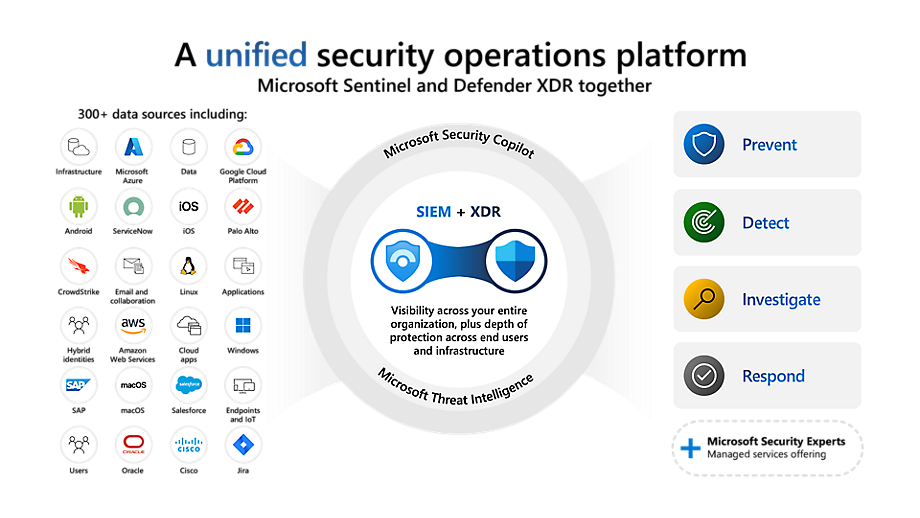 A unified security operations platform
Microsoft Sentinel and Defender XDR together
300+ data sources including:
Infrastructure
Microsoft
Azure
Data
Google Cloud
Platform
Android
ServiceNow
iOS
iOS
Palo Alto
CrowdStrike
Email and
collaboration
Linux
Applications
Hybrid
identities
aws
Amazon
Web Services
Cloud
apps
Windows
SAP
SAP
macOS
macOS
salesforce
Salesforce
Endpoints
and IoT
Users
ORACLE
Oracle
CISCO
Cisco
Jira
Microsoft Security Copilot
SIEM + XDR
Visibility across your entire
organization, plus depth of
protection across end users
and infrastructure
Microsoft Threat Intelligence
Prevent
Detect
Investigate
Respond
Microsoft Security Experts
Managed services offering